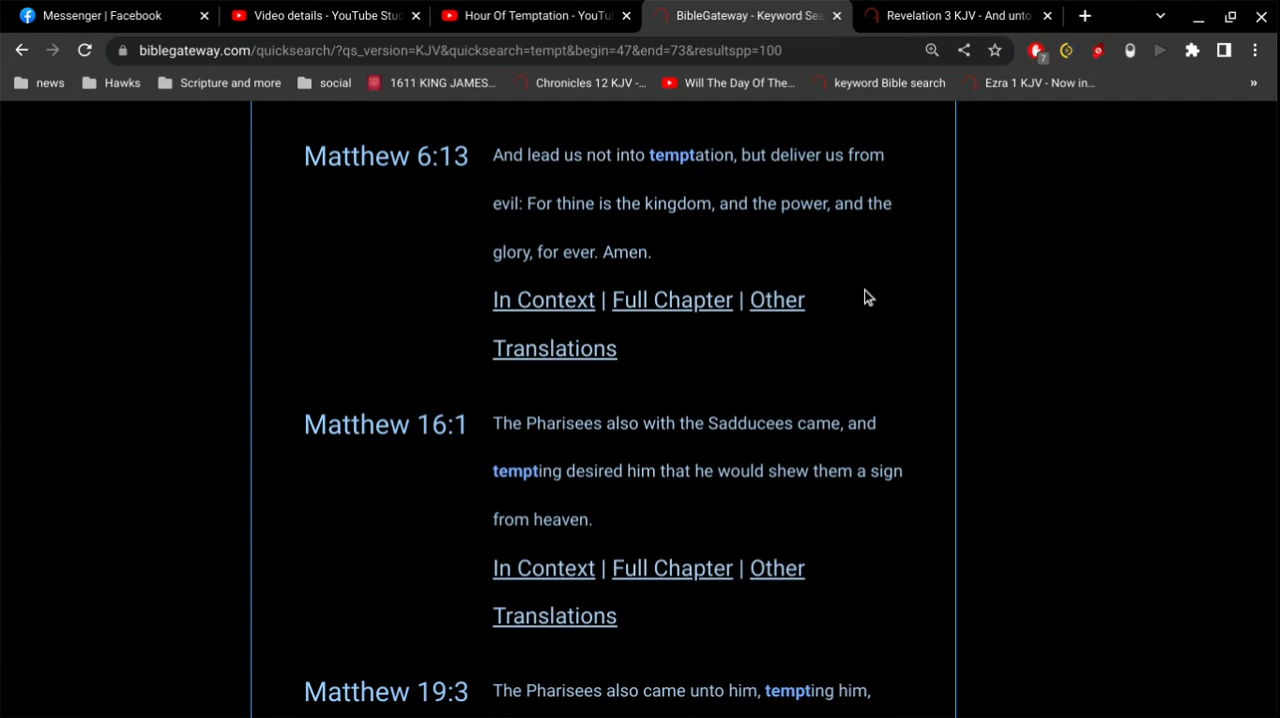 Messenger | Facebook
Video details - YouTube Stu
Hour Of Temptation - YouTu
BibleGateway - Keyword Sea
Revelation 3 KJV - And unto
biblegateway.com/quicksearch/?qs_version=KJV&quicksearch=tempt&begin=47&end=73&resultspp=100
7
news
Hawks
Scripture and more
social
1611 KING JAMES...
Chronicles 12 KJV -...
Will The Day Of The...
keyword Bible search
Ezra 1 KJV - Now in...
»
Matthew 6:13
And lead us not into temptation, but deliver us from
evil: For thine is the kingdom, and the power, and the
glory, for ever. Amen.
In Context | Full Chapter | Other
Translations
Matthew 16:1
The Pharisees also with the Sadducees came, and
tempting desired him that he would shew them a sign
from heaven.
In Context | Full Chapter | Other
Translations
Matthew 19:3
The Pharisees also came unto him, tempting him,